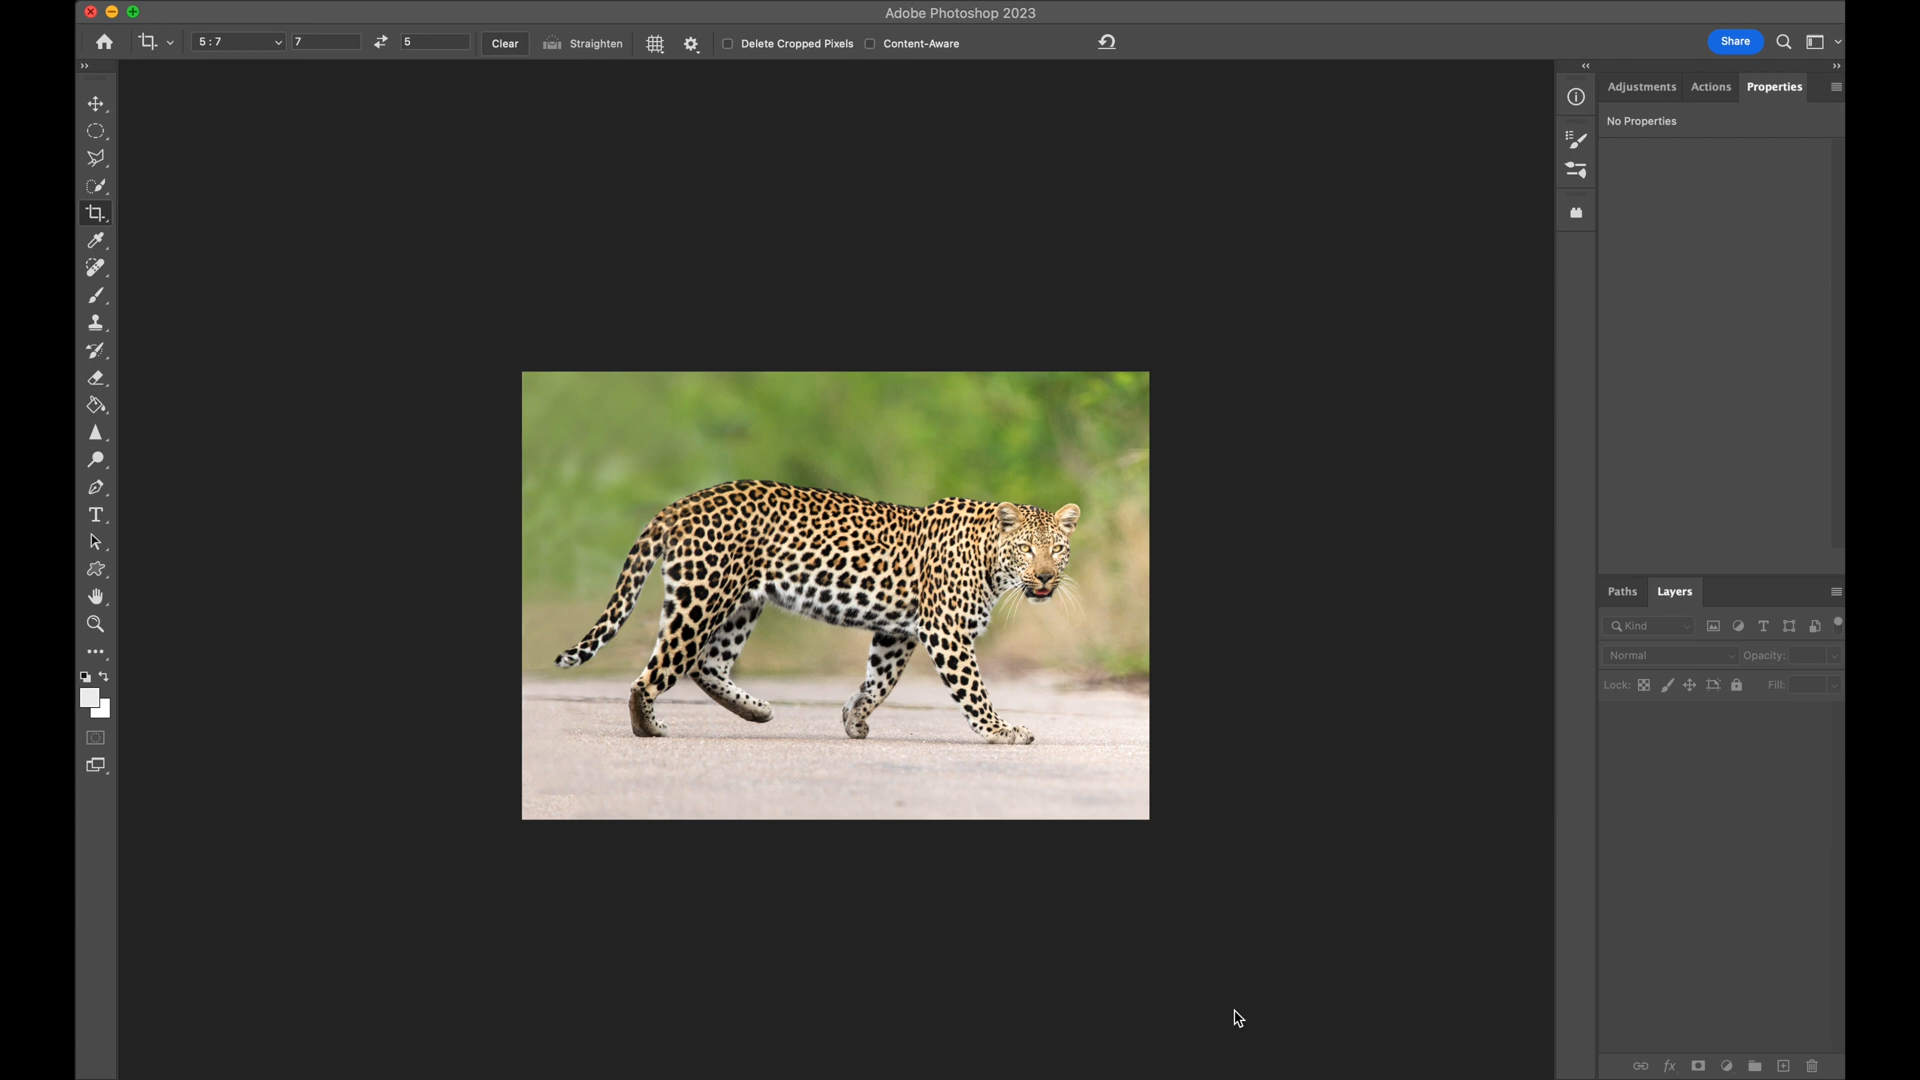 Adobe Photoshop 2023
5 : 7
7
5
Clear
Straighten
Delete Cropped Pixels
Content-Aware
Share
Adjustments
Actions
Properties
No Properties
Paths
Layers
Kind
Normal
Opacity:
Lock:
Fill: